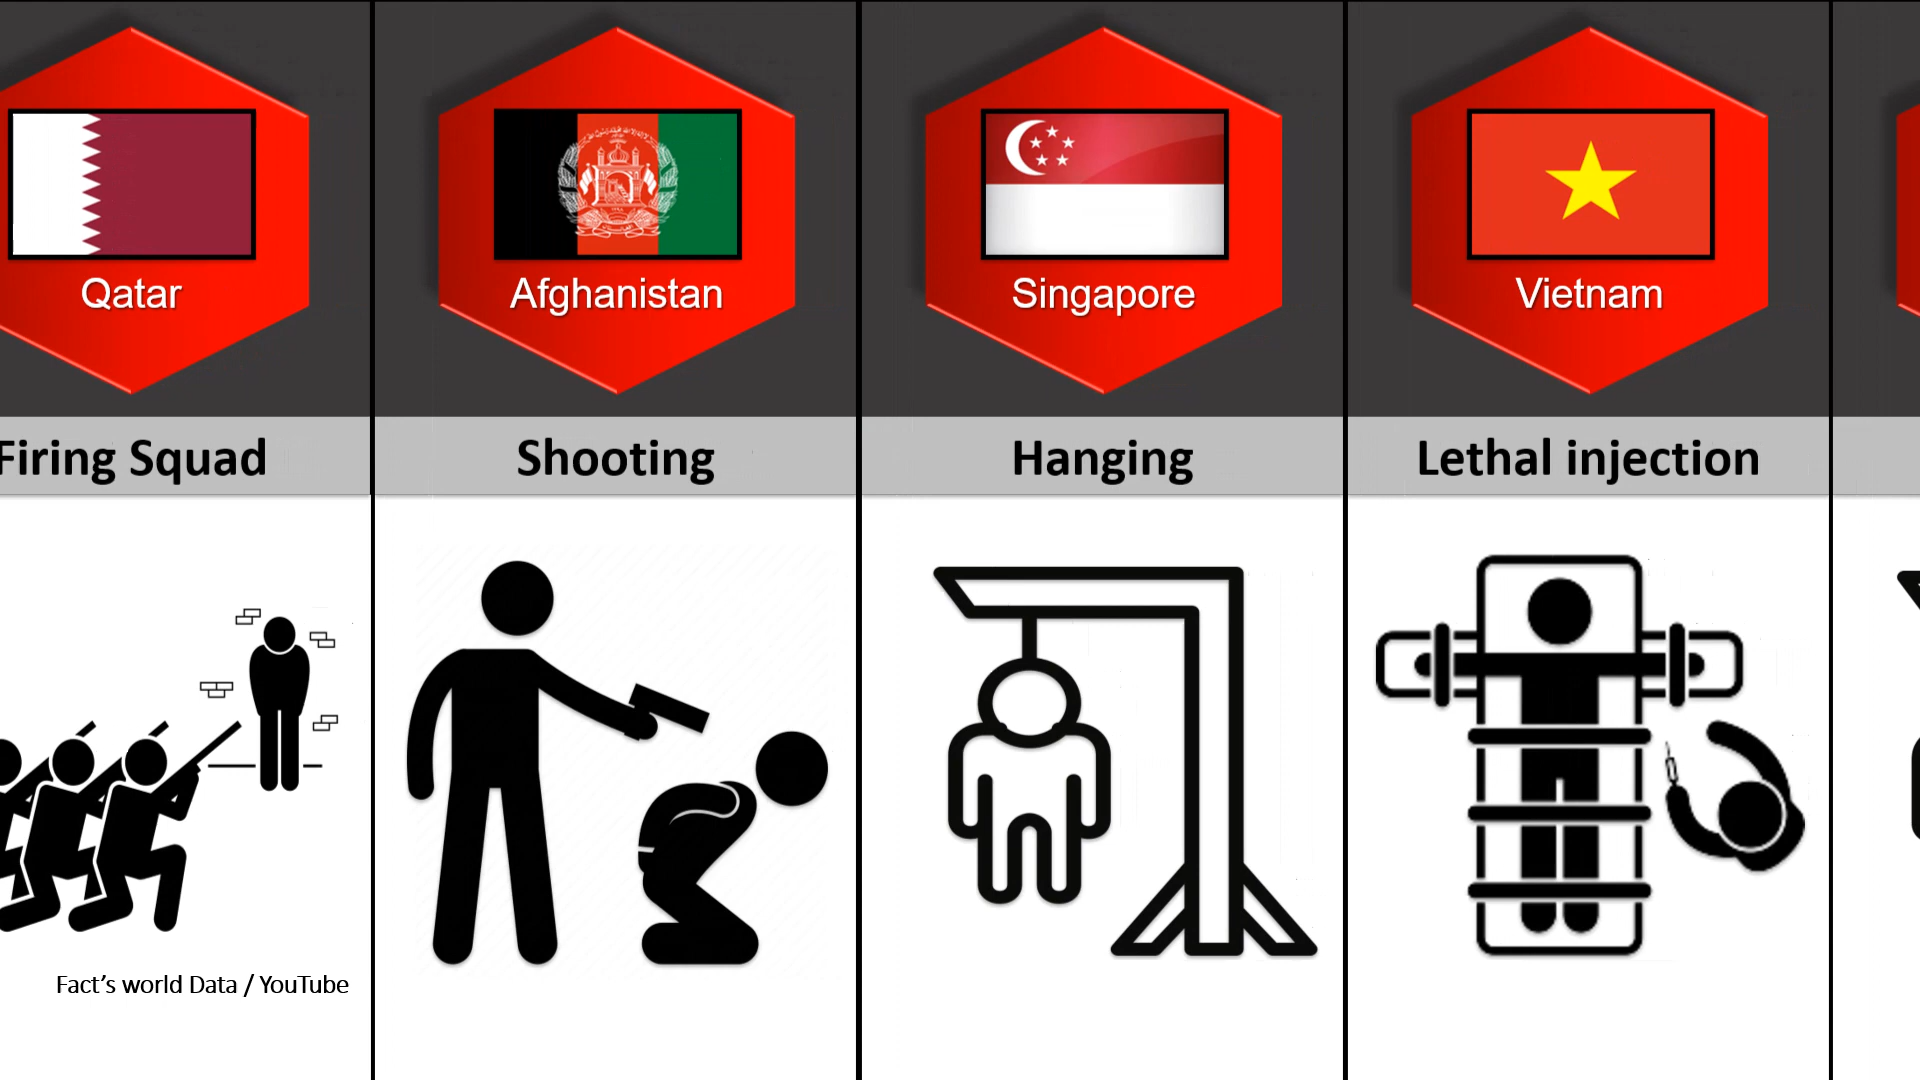 Qatar
Afghanistan
Singapore
Vietnam
Firing Squad
Shooting
Hanging
Lethal injection
Fact’s world Data / YouTube